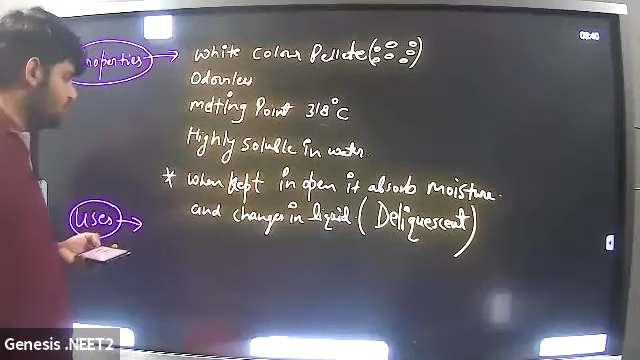 08:40
Properties → White Colour Pellete
Odourless
Melting Point 318°C
Highly Soluble in water.
* When kept in open it absorb moisture.
and changes in liquid (Deliquescent)
Uses →
Genesis .NEET2